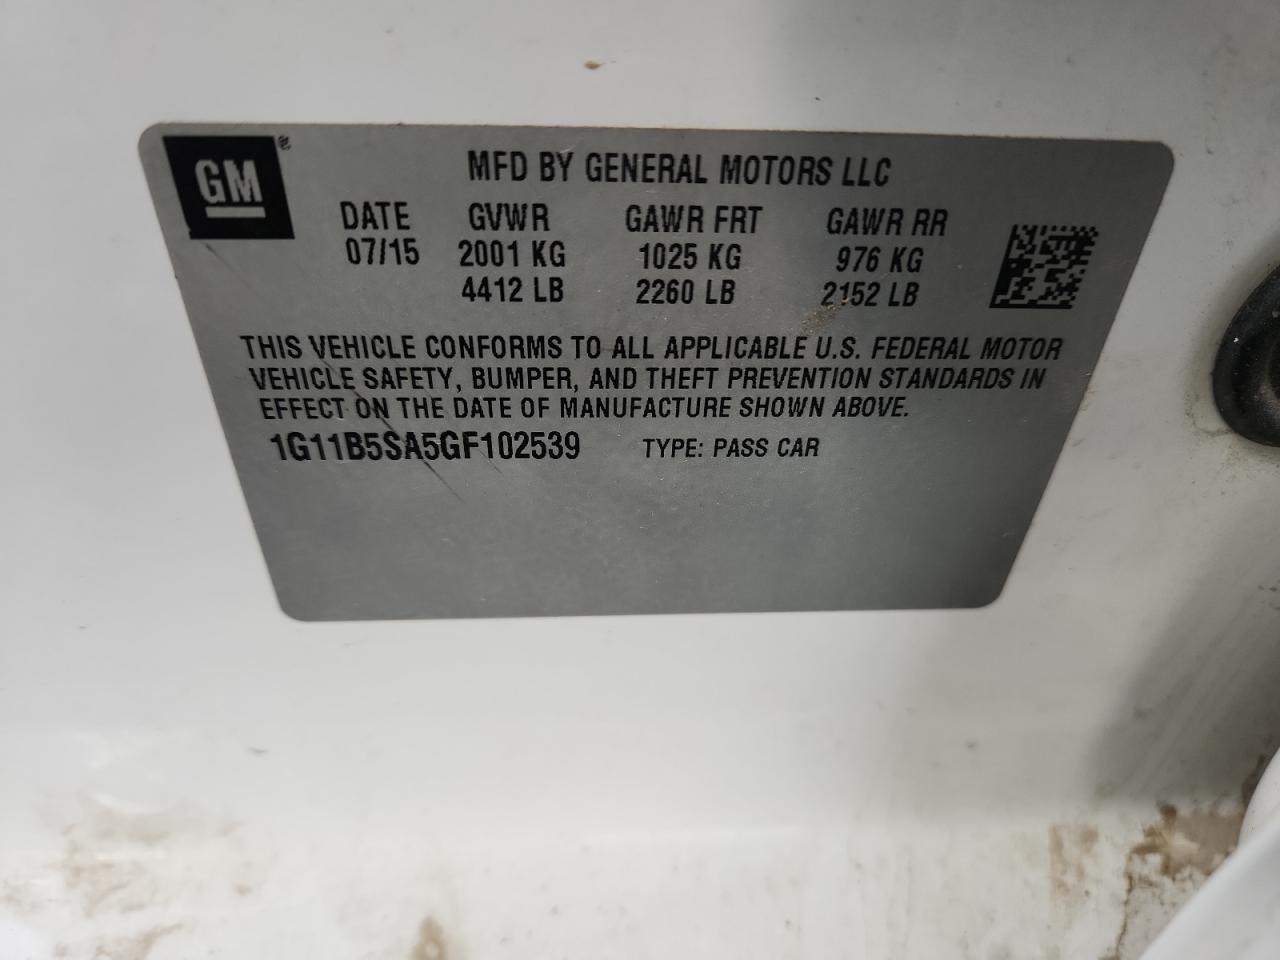 GM®
MFD BY GENERAL MOTORS LLC
DATE GVWR GAWR FRT GAWR RR
07/15 2001 KG 1025 KG 976 KG
4412 LB 2260 LB 2152 LB
THIS VEHICLE CONFORMS TO ALL APPLICABLE U.S. FEDERAL MOTOR
VEHICLE SAFETY, BUMPER, AND THEFT PREVENTION STANDARDS IN
EFFECT ON THE DATE OF MANUFACTURE SHOWN ABOVE.
1G11B5SA5GF102539 TYPE: PASS CAR